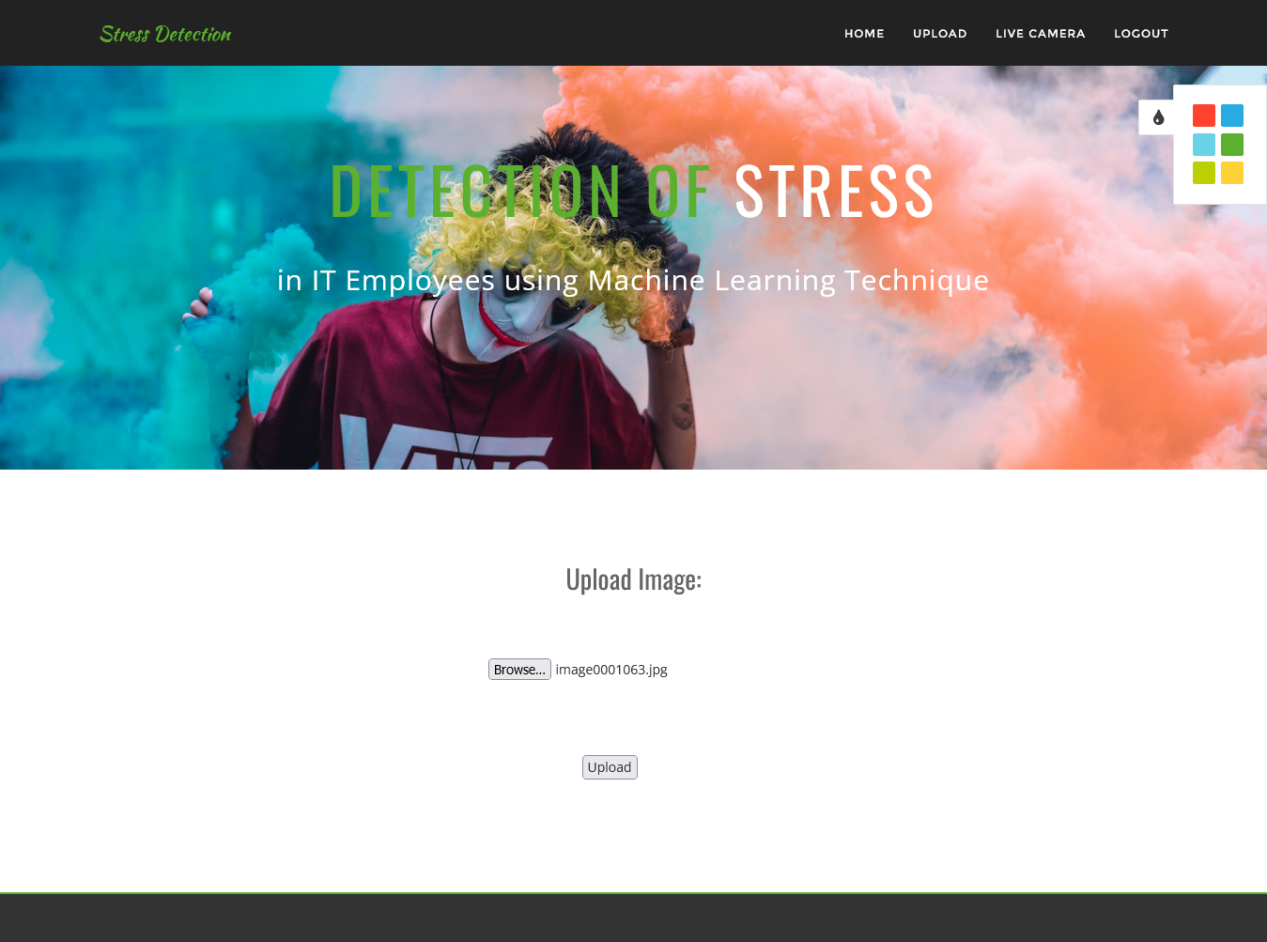 Stress Detection
HOME UPLOAD LIVE CAMERA LOGOUT
DETECTION OF STRESS
in IT Employees using Machine Learning Technique
VANS
Upload Image:
Browse... image0001063.jpg
Upload